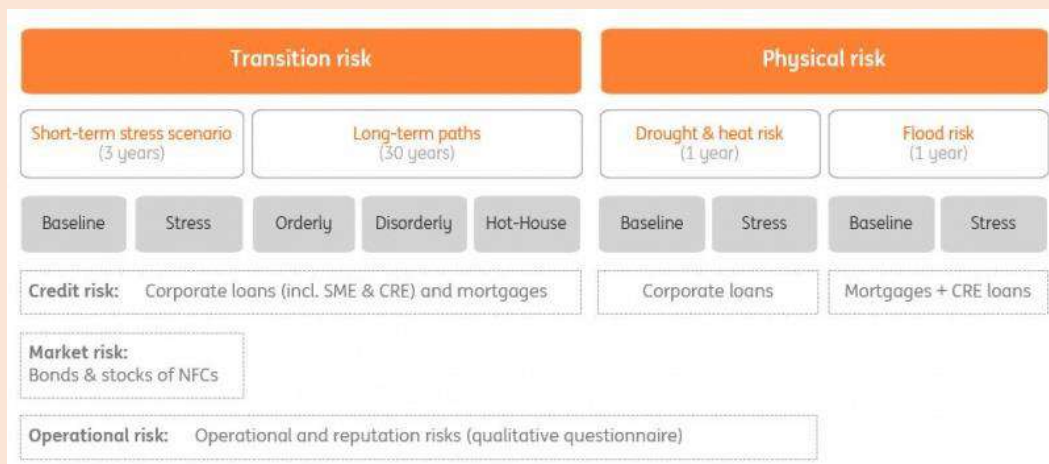 Transition risk
Physical risk
Short-term stress scenario
(3 years)
Long-term paths
(30 years)
Drought & heat risk
(1 year)
Flood risk
(1 year)
Baseline
Stress
Orderly
Disorderly
Hot-House
Baseline
Stress
Baseline
Stress
Credit risk: Corporate loans (incl. SME & CRE) and mortgages
Corporate loans
Mortgages + CRE loans
Market risk:
Bonds & stocks of NFCs
Operational risk: Operational and reputation risks (qualitative questionnaire)